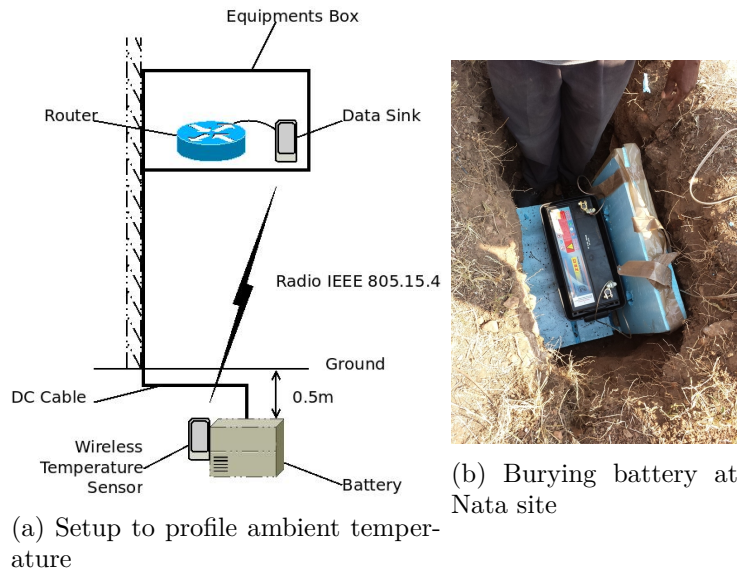 Equipments Box
Router
Data Sink
Radio IEEE 805.15.4
Ground
DC Cable
0.5m
Wireless
Temperature
Sensor
Battery
(a) Setup to profile ambient temper-
ature
(b) Burying battery at
Nata site